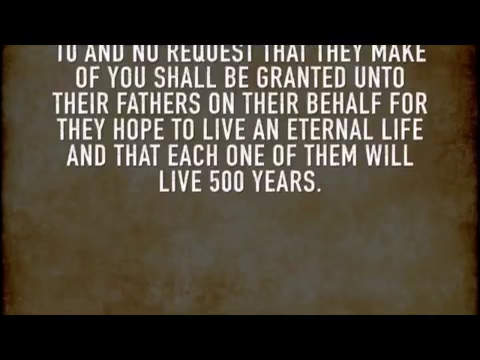 TO AND NO REQUEST THAT THEY MAKE
OF YOU SHALL BE GRANTED UNTO
THEIR FATHERS ON THEIR BEHALF FOR
THEY HOPE TO LIVE AN ETERNAL LIFE
AND THAT EACH ONE OF THEM WILL
LIVE 500 YEARS.